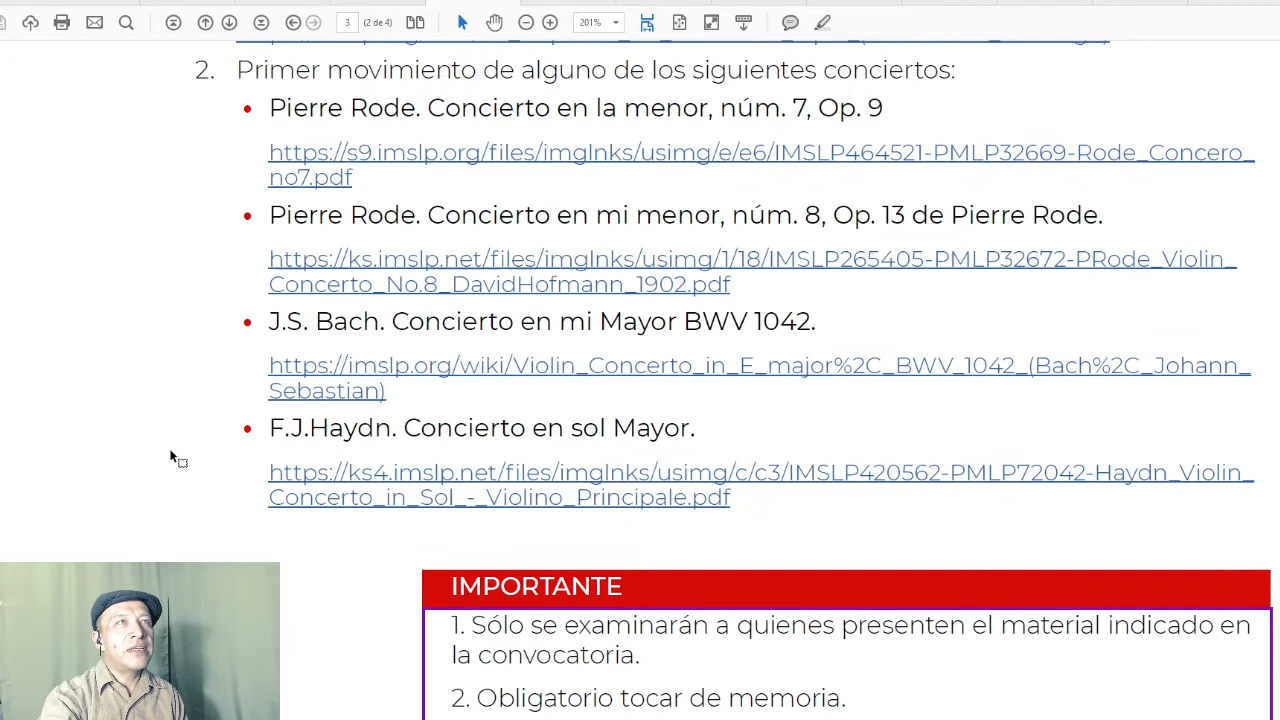 3 (2 de 4) 201%
2. Primer movimiento de alguno de los siguientes conciertos:
• Pierre Rode. Concierto en la menor, núm. 7, Op. 9
https://s9.imslp.org/files/imglnks/usimg/e/e6/IMSLP464521-PMLP32669-Rode_Concero_
no7.pdf
• Pierre Rode. Concierto en mi menor, núm. 8, Op. 13 de Pierre Rode.
https://ks.imslp.net/files/imglnks/usimg/1/18/IMSLP265405-PMLP32672-PRode_Violin_
Concerto_No.8_DavidHofmann_1902.pdf
• J.S. Bach. Concierto en mi Mayor BWV 1042.
https://imslp.org/wiki/Violin_Concerto_in_E_major%2C_BWV_1042_(Bach%2C_Johann_
Sebastian)
• F.J.Haydn. Concierto en sol Mayor.
https://ks4.imslp.net/files/imglnks/usimg/c/c3/IMSLP420562-PMLP72042-Haydn_Violin_
Concerto_in_Sol_-_Violino_Principale.pdf
IMPORTANTE
1. Sólo se examinarán a quienes presenten el material indicado en
la convocatoria.
2. Obligatorio tocar de memoria.